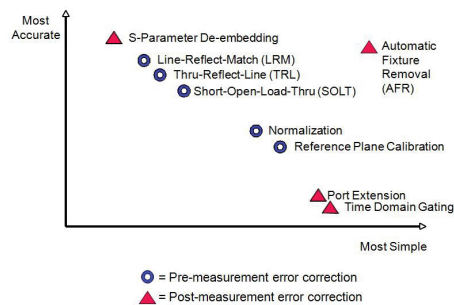 Most
Accurate
S-Parameter De-embedding
Line-Reflect-Match (LRM)
Thru-Reflect-Line (TRL)
Short-Open-Load-Thru (SOLT)
Automatic
Fixture
Removal
(AFR)
Normalization
Reference Plane Calibration
Port Extension
Time Domain Gating
Most Simple
= Pre-measurement error correction
= Post-measurement error correction